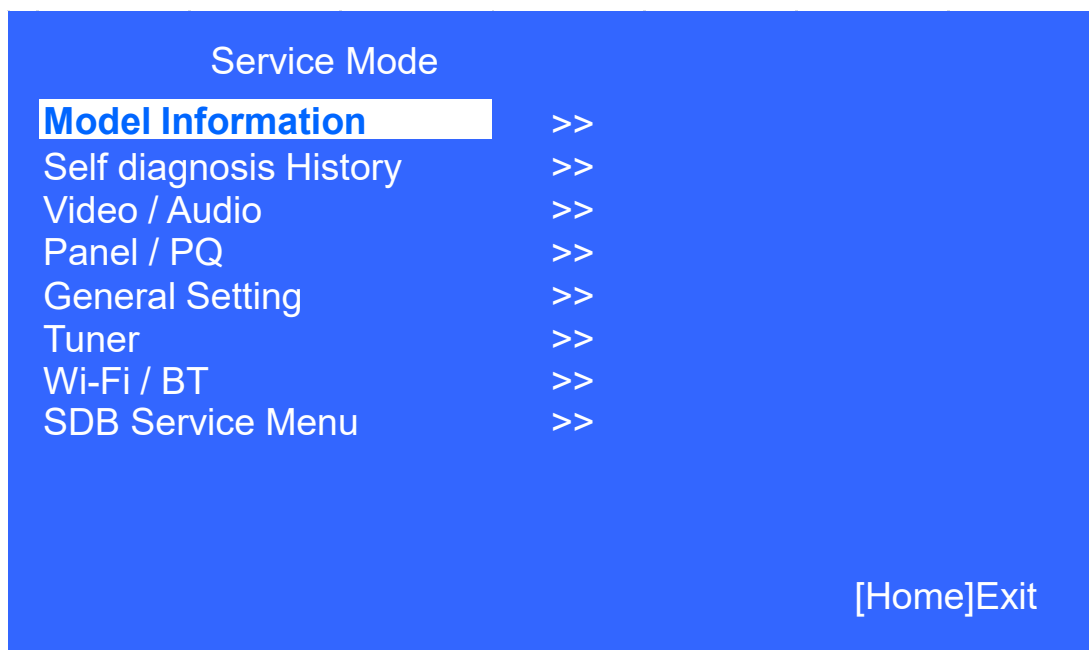 Service Mode
Model Information >>
Self diagnosis History >>
Video / Audio >>
Panel / PQ >>
General Setting >>
Tuner >>
Wi-Fi / BT >>
SDB Service Menu >>
[Home]Exit